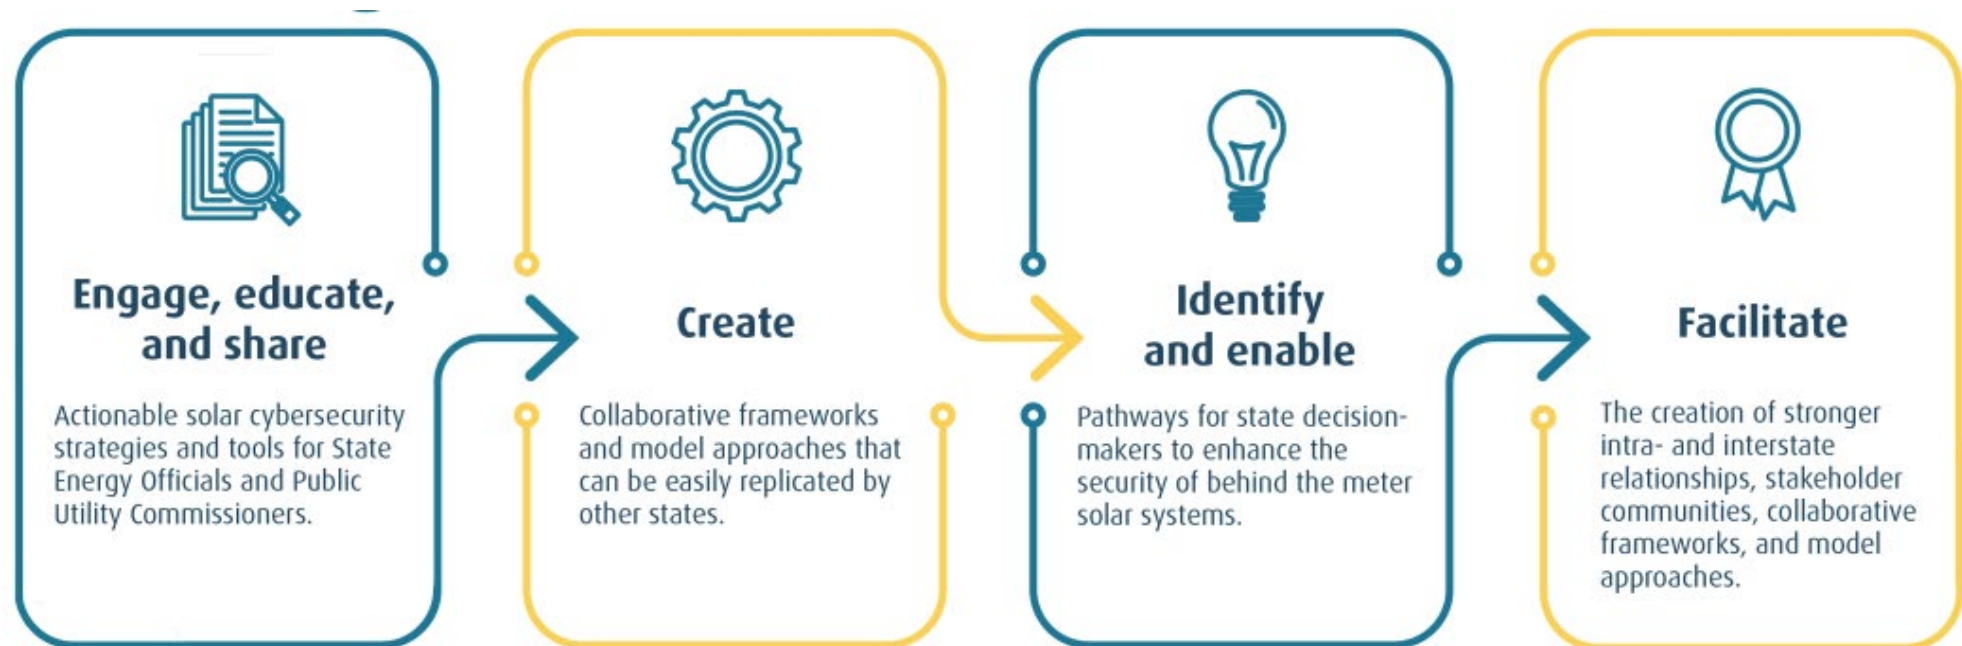 Engage, educate,
and share
Actionable solar cybersecurity
strategies and tools for State
Energy Officials and Public
Utility Commissioners.
Create
Collaborative frameworks
and model approaches that
can be easily replicated by
other states.
Identify
and enable
Pathways for state decision-
makers to enhance the
security of behind the meter
solar systems.
Facilitate
The creation of stronger
intra- and interstate
relationships, stakeholder
communities, collaborative
frameworks, and model
approaches.